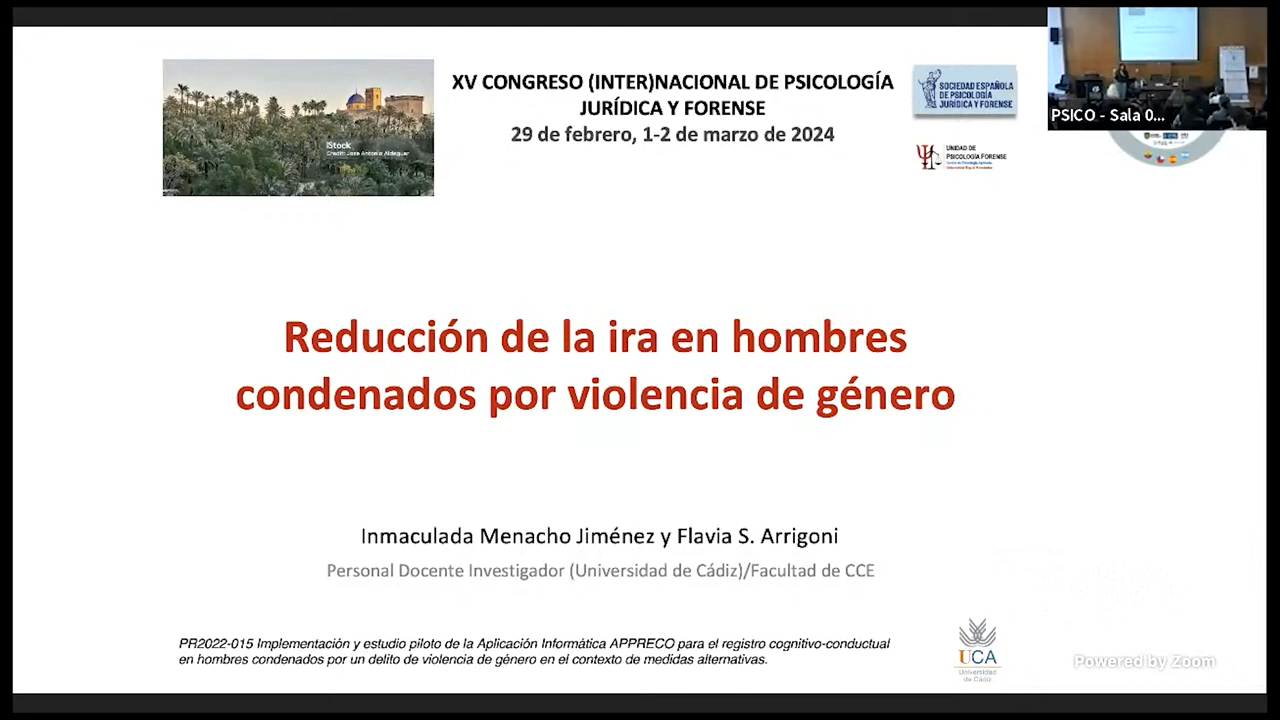 XV CONGRESO (INTER)NACIONAL DE PSICOLOGÍA
JURÍDICA Y FORENSE
29 de febrero, 1-2 de marzo de 2024
iStock
Credit: Jose Antonio Aldeguer
SOCIEDAD ESPAÑOLA
DE PSICOLOGÍA
JURÍDICA Y FORENSE
UNIDAD DE
PSICOLOGÍA FORENSE
PSICO - Sala 0...
Reducción de la ira en hombres
condenados por violencia de género
Inmaculada Menacho Jiménez y Flavia S. Arrigoni
Personal Docente Investigador (Universidad de Cádiz)/Facultad de CCE
PR2022-015 Implementación y estudio piloto de la Aplicación Informática APPRECO para el registro cognitivo-conductual
en hombres condenados por un delito de violencia de género en el contexto de medidas alternativas.
UCA
Universidad
de Cádiz
Powered by Zoom